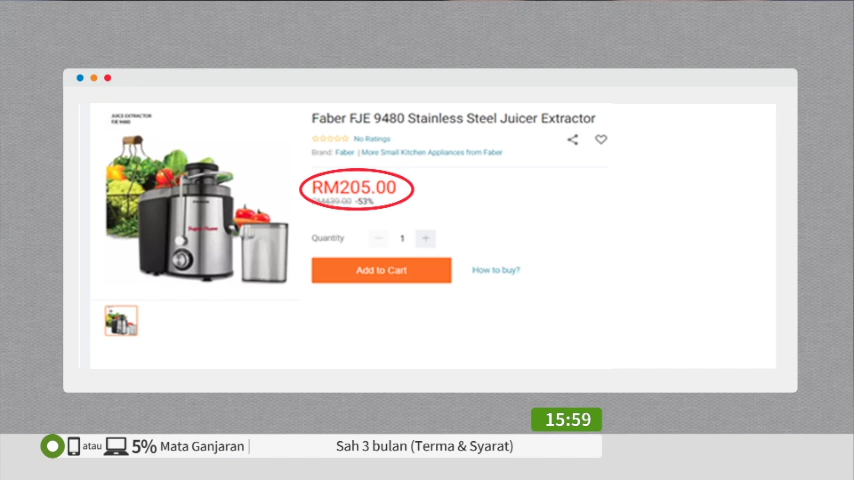 JUICE EXTRACTOR
FJE 9480
Faber FJE 9480 Stainless Steel Juicer Extractor
No Ratings
Brand: Faber | More Small Kitchen Appliances from Faber
RM205.00
RM439.00 -53%
Quantity
1
Add to Cart
How to buy?
15:59
atau 5% Mata Ganjaran
Sah 3 bulan (Terma & Syarat)